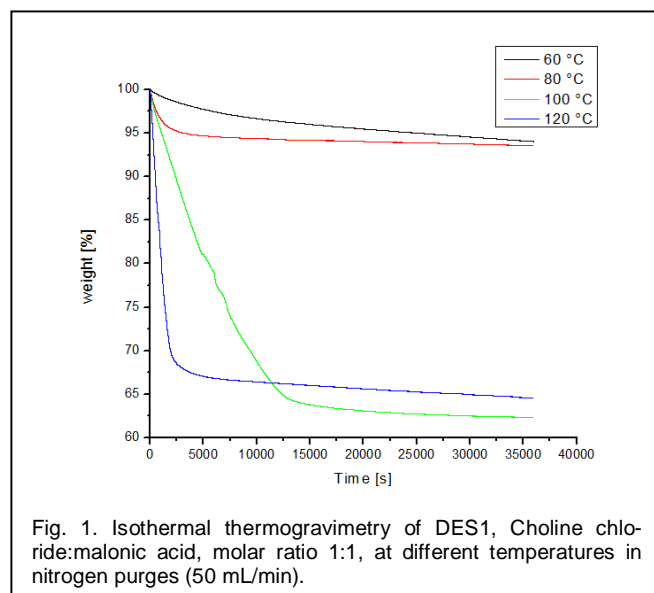 60 °C
80 °C
100 °C
120 °C
100
95
90
85
80
75
70
65
60
weight [%]
0 5000 10000 15000 20000 25000 30000 35000 40000
Time [s]
Fig. 1. Isothermal thermogravimetry of DES1, Choline chlo-
ride:malonic acid, molar ratio 1:1, at different temperatures in
nitrogen purges (50 mL/min).